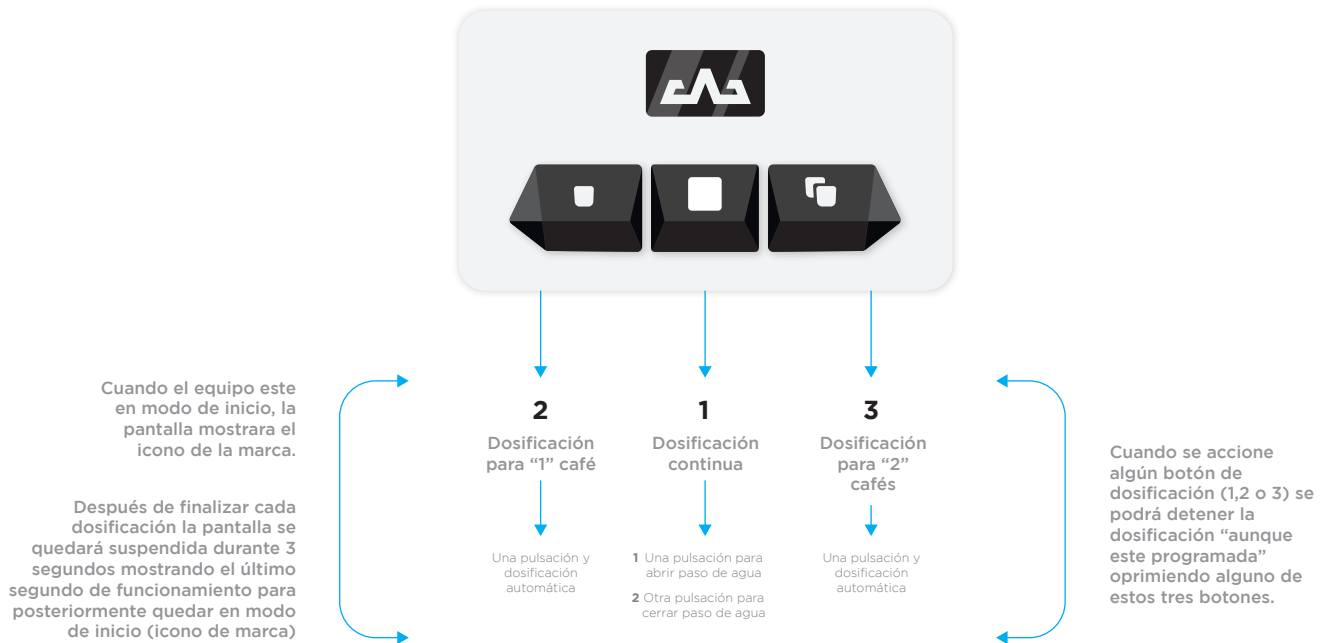 Cuando el equipo este
en modo de inicio, la
pantalla mostrara el
icono de la marca.
Después de finalizar cada
dosificación la pantalla se
quedará suspendida durante 3
segundos mostrando el último
segundo de funcionamiento para
posteriormente quedar en modo
de inicio (icono de marca)
2
Dosificación
para “1” café
Una pulsación y
dosificación
automática
1
Dosificación
continua
1 Una pulsación para
abrir paso de agua
2 Otra pulsación para
cerrar paso de agua
3
Dosificación
para “2”
cafés
Una pulsación y
dosificación
automática
Cuando se accione
algún botón de
dosificación (1,2 o 3) se
podrá detener la
dosificación “aunque
este programada”
oprimiendo alguno de
estos tres botones.